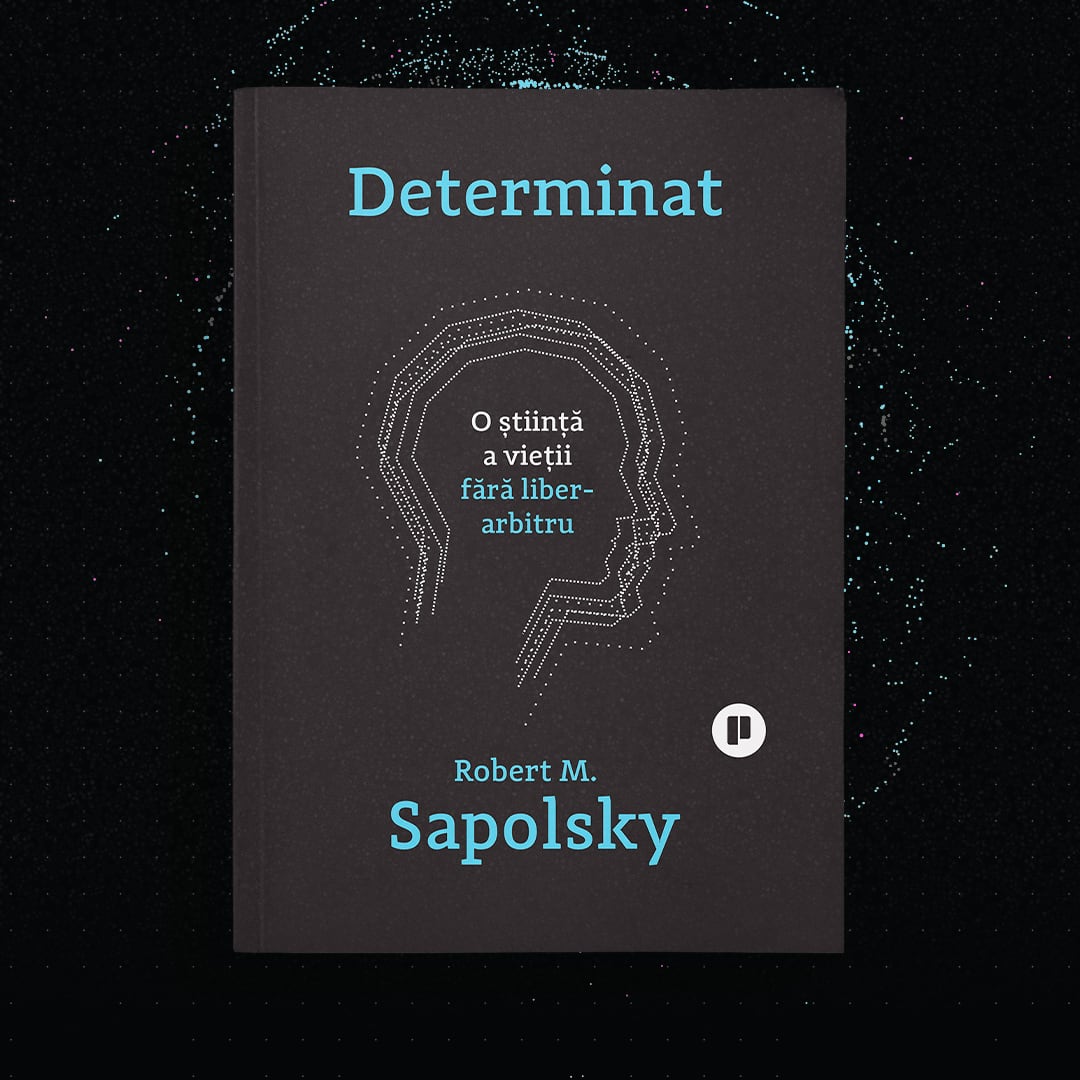 Determinat
O știință
a vieții
fără liber-
arbitru
Robert M.
Sapolsky